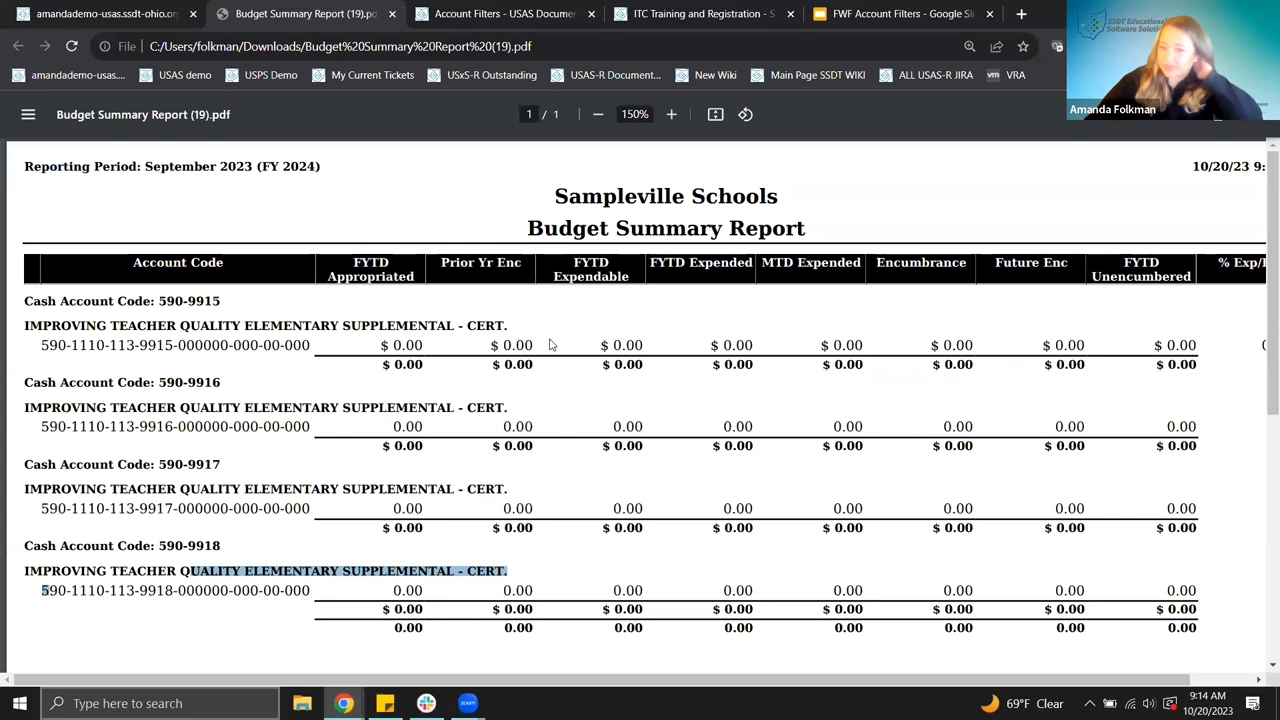 amandademo-usasssdt-ohio.org
Budget Summary Report (19).pdf
Account Filters - USAS Docume
ITC Training and Registration - S
FWF Account Filters - Google Sl
File
C:/Users/folkman/Downloads/Budget%20Summary%20Report%20(19).pdf
amandademo-usas....
USAS demo
USPS Demo
My Current Tickets
USxS-R Outstanding
USAS-R Document...
New Wiki
Main Page SSDT WIKI
ALL USAS-R JIRA
vm VRA
SSDT Educational
Software Solutions
Amanda Folkman
Budget Summary Report (19).pdf
1 / 1
150%
Reporting Period: September 2023 (FY 2024)
10/20/23 9:
Sampleville Schools
Budget Summary Report
Account Code FYTD Appropriated Prior Yr Enc FYTD Expendable FYTD Expended MTD Expended Encumbrance Future Enc FYTD Unencumbered % Exp/
Cash Account Code: 590-9915
IMPROVING TEACHER QUALITY ELEMENTARY SUPPLEMENTAL - CERT.
590-1110-113-9915-000000-000-00-000 $ 0.00 $ 0.00 $ 0.00 $ 0.00 $ 0.00 $ 0.00 $ 0.00 $ 0.00
$ 0.00 $ 0.00 $ 0.00 $ 0.00 $ 0.00 $ 0.00 $ 0.00 $ 0.00
Cash Account Code: 590-9916
IMPROVING TEACHER QUALITY ELEMENTARY SUPPLEMENTAL - CERT.
590-1110-113-9916-000000-000-00-000 0.00 0.00 0.00 0.00 0.00 0.00 0.00 0.00
$ 0.00 $ 0.00 $ 0.00 $ 0.00 $ 0.00 $ 0.00 $ 0.00 $ 0.00
Cash Account Code: 590-9917
IMPROVING TEACHER QUALITY ELEMENTARY SUPPLEMENTAL - CERT.
590-1110-113-9917-000000-000-00-000 0.00 0.00 0.00 0.00 0.00 0.00 0.00 0.00
$ 0.00 $ 0.00 $ 0.00 $ 0.00 $ 0.00 $ 0.00 $ 0.00 $ 0.00
Cash Account Code: 590-9918
IMPROVING TEACHER QUALITY ELEMENTARY SUPPLEMENTAL - CERT.
590-1110-113-9918-000000-000-00-000 0.00 0.00 0.00 0.00 0.00 0.00 0.00 0.00
$ 0.00 $ 0.00 $ 0.00 $ 0.00 $ 0.00 $ 0.00 $ 0.00 $ 0.00
0.00 0.00 0.00 0.00 0.00 0.00 0.00 0.00
Type here to search
zoom
69°F Clear
9:14 AM
10/20/2023